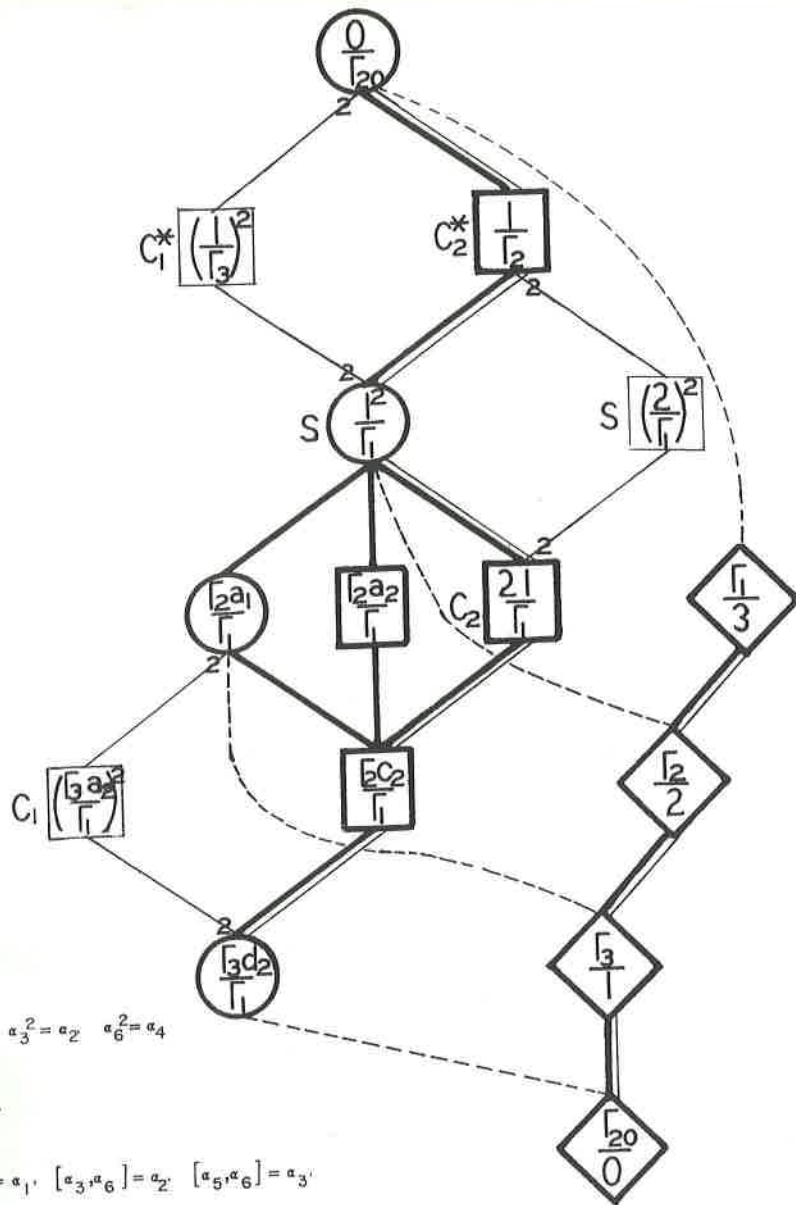 0/Γ₂₀
2
C₁* (1/Γ₃)²
C₂* 1/Γ₂
2
2
S 1²/Γ₁
S (2/Γ₁)²
2
Γ₂a₁/Γ₁
Γ₂a₂/Γ₁
C₂ 21/Γ₁
Γ₁/3
2
C₁ (Γ₃a₂/Γ₁)²
Γ₂c₂/Γ₁
Γ₂/2
2
Γ₃d₂/Γ₁
Γ₃/1
α₃² = α₂, α₆² = α₄
Γ₂₀/0
= α₁, [α₃,α₆] = α₂, [α₅,α₆] = α₃,